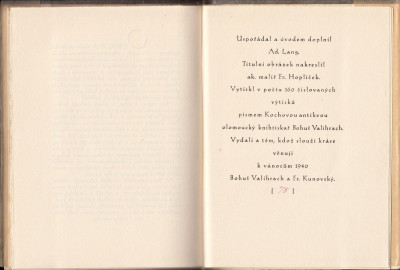 Uspořádal a úvodem doplnil
Ad. Lang.
Titulní obrázek nakreslil
ak. malíř Fr. Hoplíček.
Vytiskl v počtu 360 číslovaných
výtisků
písmem Kochovou antikvou
olomoucký knihtiskař Bohuš Valihrach.
Vydali a těm, kdož slouží kráse
věnují
k vánocům 1940
Bohuš Valihrach a Fr. Kunovský.